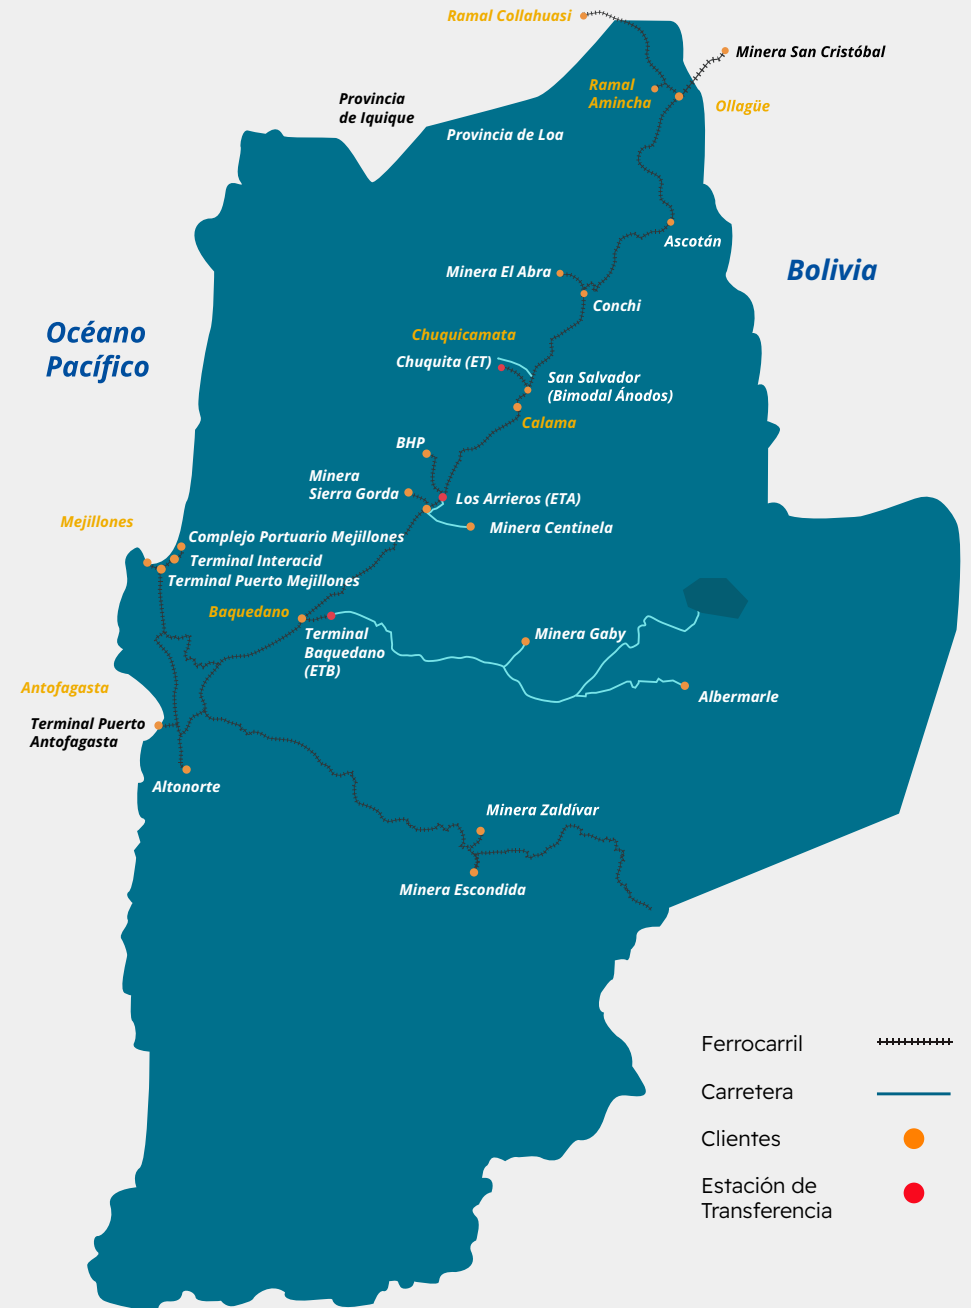 Ramal Collahuasi
Minera San Cristóbal
Ramal
Amincha
Ollagüe
Provincia
de Iquique
Provincia de Loa
Ascotán
Bolivia
Minera El Abra
Conchi
Océano
Pacífico
Chuquicamata
Chuquita (ET)
San Salvador
(Bimodal Ánodos)
Calama
BHP
Minera
Sierra Gorda
Los Arrieros (ETA)
Minera Centinela
Mejillones
Complejo Portuario Mejillones
Terminal Interacid
Terminal Puerto Mejillones
Baquedano
Terminal
Baquedano
(ETB)
Minera Gaby
Albermarle
Antofagasta
Terminal Puerto
Antofagasta
Altonorte
Minera Zaldívar
Minera Escondida
Ferrocarril
Carretera
Clientes
Estación de
Transferencia